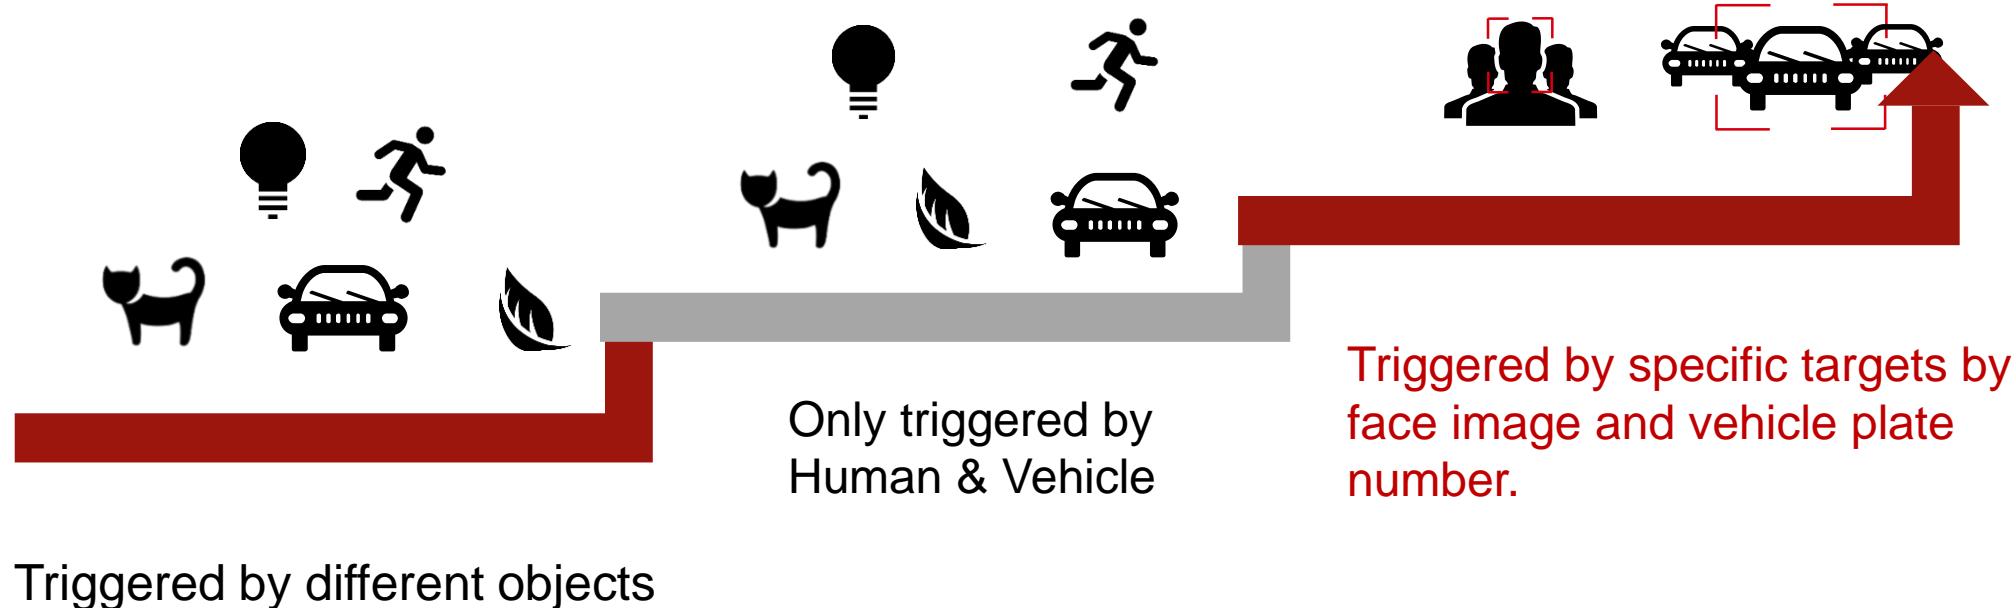 Triggered by different objects
Only triggered by
Human & Vehicle
Triggered by specific targets by
face image and vehicle plate
number.